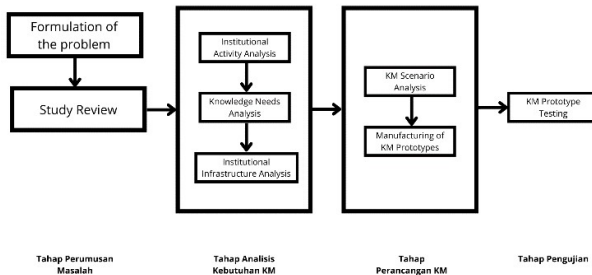 Formulation of
the problem
Study Review
Institutional
Activity Analysis
Knowledge Needs
Analysis
Institutional
Infrastructure Analysis
KM Scenario
Analysis
Manufacturing of
KM Prototypes
KM Prototype
Testing
Tahap Perumusan
Masalah
Tahap Analisis
Kebutuhan KM
Tahap
Perancangan KM
Tahap Pengujian